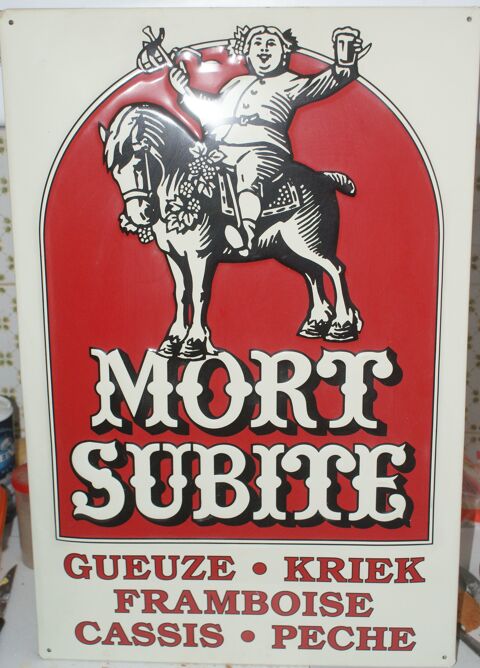 MORT
SUBITE
GUEUZE • KRIEK
FRAMBOISE
CASSIS • PECHE